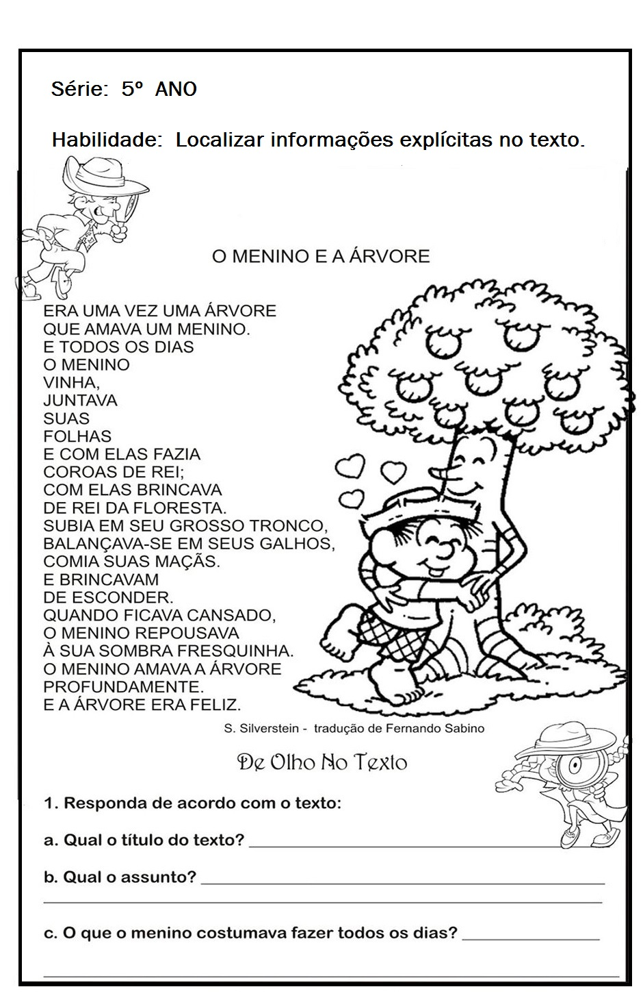 Série: 5º ANO
Habilidade: Localizar informações explícitas no texto.
O MENINO E A ÁRVORE
ERA UMA VEZ UMA ÁRVORE
QUE AMAVA UM MENINO.
E TODOS OS DIAS
O MENINO
VINHA,
JUNTAVA
SUAS
FOLHAS
E COM ELAS FAZIA
COROAS DE REI;
COM ELAS BRINCAVA
DE REI DA FLORESTA.
SUBIA EM SEU GROSSO TRONCO,
BALANÇAVA-SE EM SEUS GALHOS,
COMIA SUAS MAÇÃS.
E BRINCAVAM
DE ESCONDER.
QUANDO FICAVA CANSADO,
O MENINO REPOUSAVA
À SUA SOMBRA FRESQUINHA.
O MENINO AMAVA A ÁRVORE
PROFUNDAMENTE.
E A ÁRVORE ERA FELIZ.
S. Silverstein - tradução de Fernando Sabino
De Olho No Texto
1. Responda de acordo com o texto:
a. Qual o título do texto?
b. Qual o assunto?
c. O que o menino costumava fazer todos os dias?